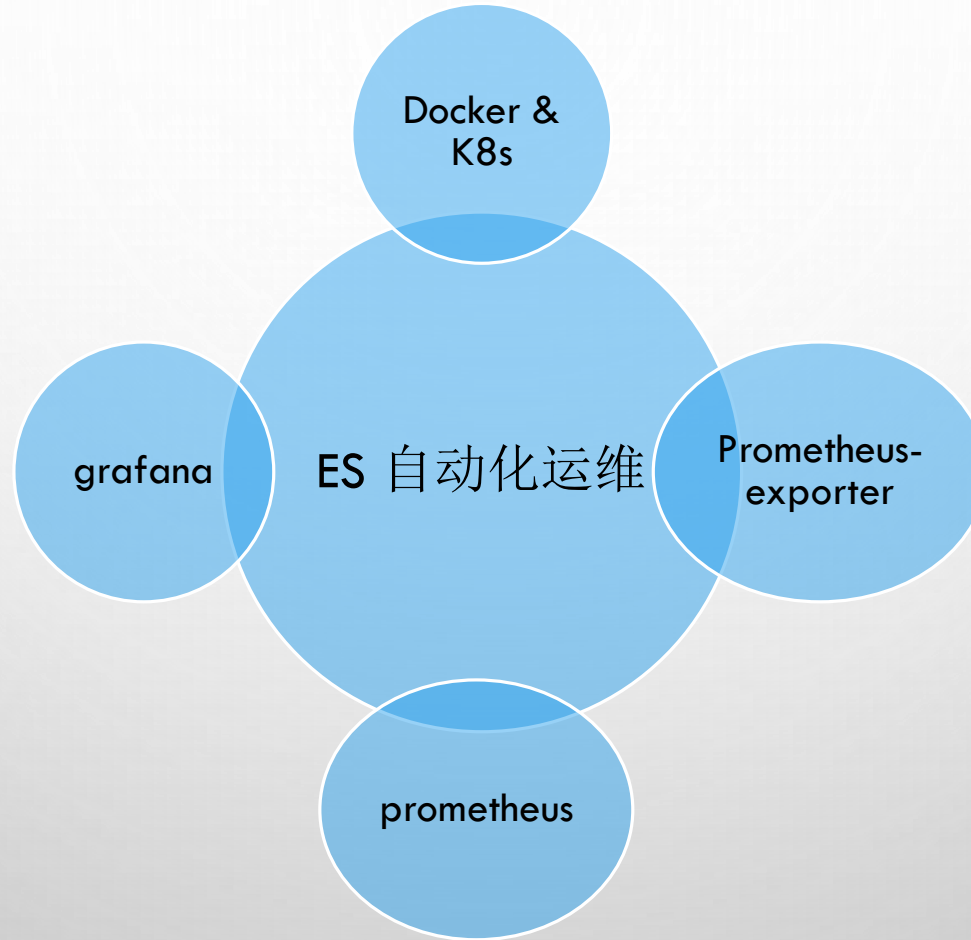 Docker &
K8s
grafana
ES 自动化运维
Prometheus-
exporter
prometheus